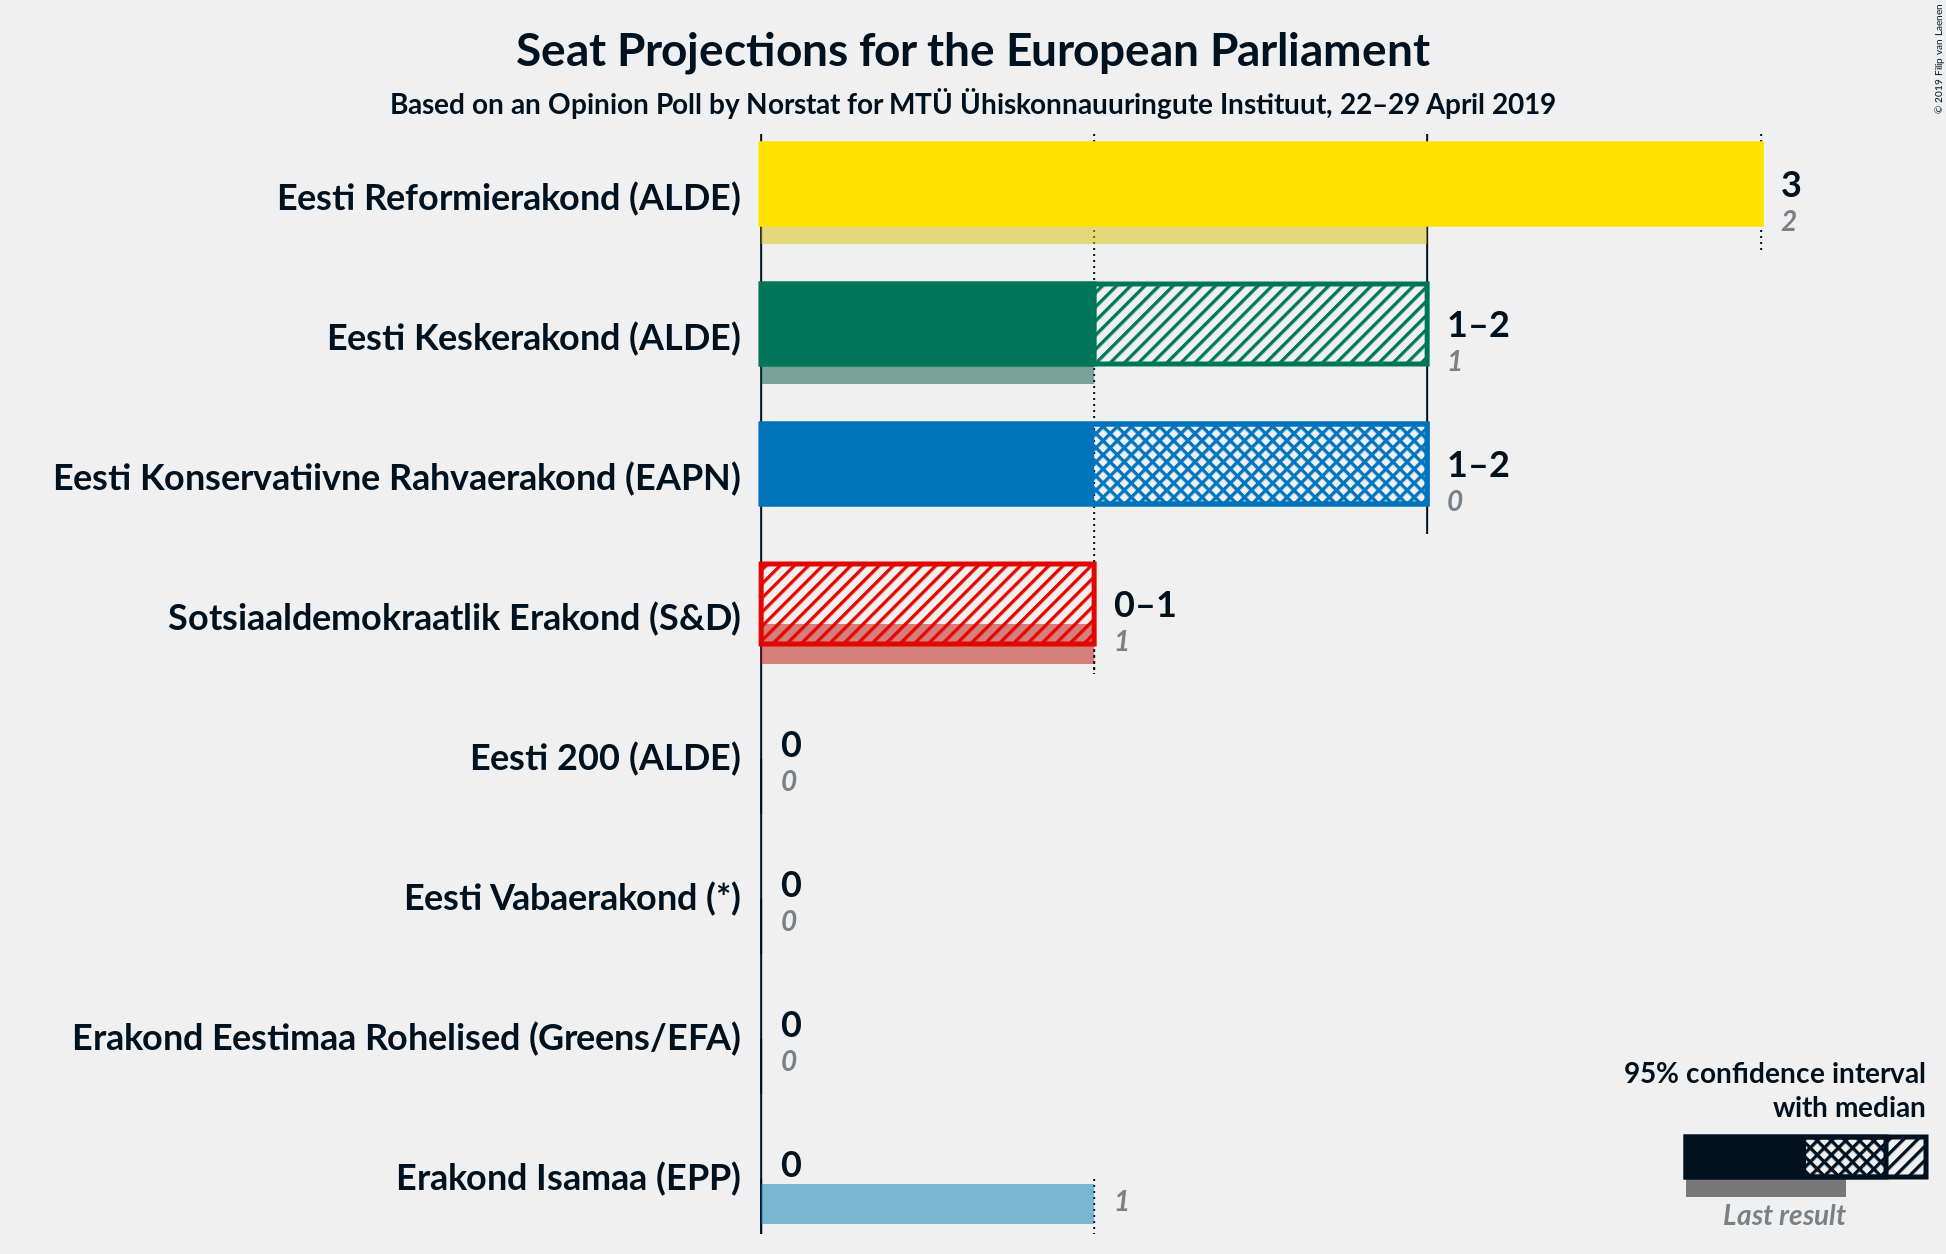 Seat Projections for the European Parliament
Based on an Opinion Poll by Norstat for MTÜ Ühiskonnauuringute Instituut, 22–29 April 2019
© 2019 Filip van Laenen
Eesti Reformierakond (ALDE)
3
2
Eesti Keskerakond (ALDE)
1–2
1
Eesti Konservatiivne Rahvaerakond (EAPN)
1–2
0
Sotsiaaldemokraatlik Erakond (S&D)
0–1
1
Eesti 200 (ALDE)
0
0
Eesti Vabaerakond (*)
0
0
Erakond Eestimaa Rohelised (Greens/EFA)
0
0
Erakond Isamaa (EPP)
0
1
95% confidence interval
with median
Last result